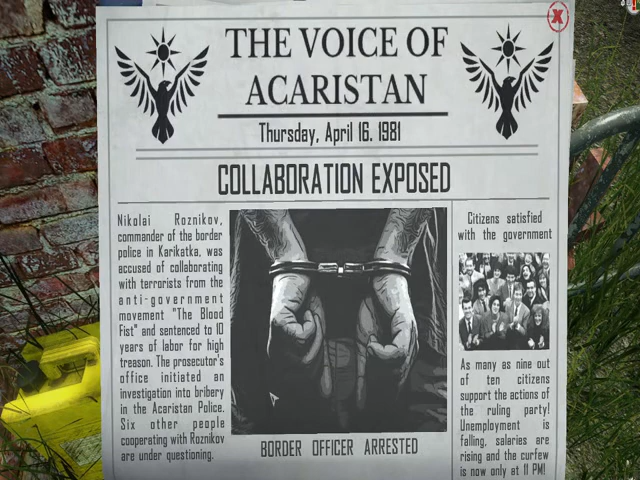 THE VOICE OF
ACARISTAN
Thursday, April 16. 1981
COLLABORATION EXPOSED
Nikolai Roznikov,
commander of the border
police in Karikatka, was
accused of collaborating
with terrorists from the
anti-government
movement "The Blood
Fist" and sentenced to 10
years of labor for high
treason. The prosecutor's
office initiated an
investigation into bribery
in the Acaristan Police.
Six other people
cooperating with Roznikov
are under questioning.
BORDER OFFICER ARRESTED
Citizens satisfied
with the government
As many as nine out
of ten citizens
support the actions of
the ruling party!
Unemployment is
falling, salaries are
rising and the curfew
is now only at 11 PM!